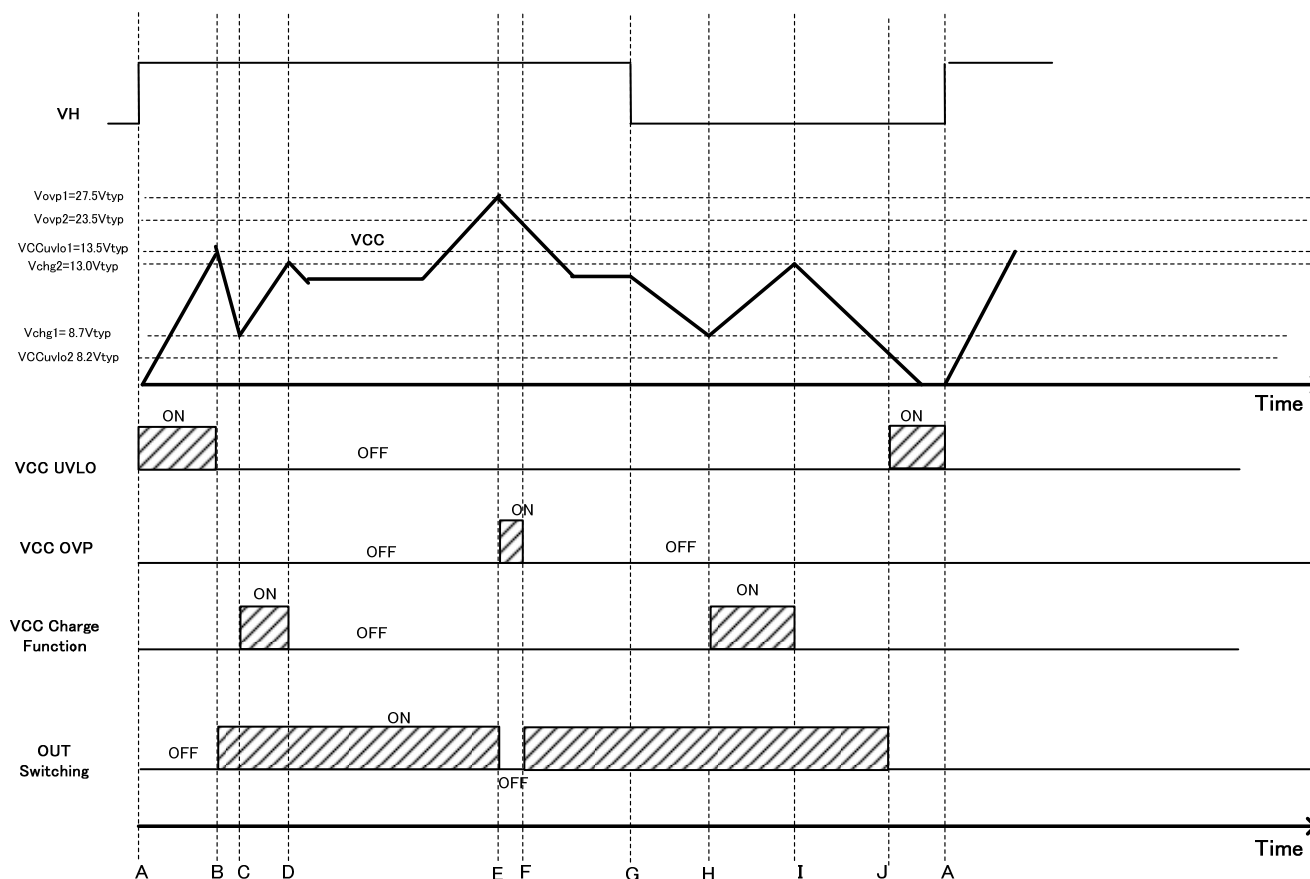 VH
Vovp1=27.5Vtyp
Vovp2=23.5Vtyp
VCCuvlo1=13.5Vtyp
Vchg2=13.0Vtyp
VCC
Vchg1= 8.7Vtyp
VCCuvlo2 8.2Vtyp
Time
ON
ON
VCC UVLO
OFF
ON
VCC OVP
OFF
OFF
ON
ON
VCC Charge
Function
OFF
ON
OUT
Switching
OFF
OFF
Time
A B C D E F G H I J A